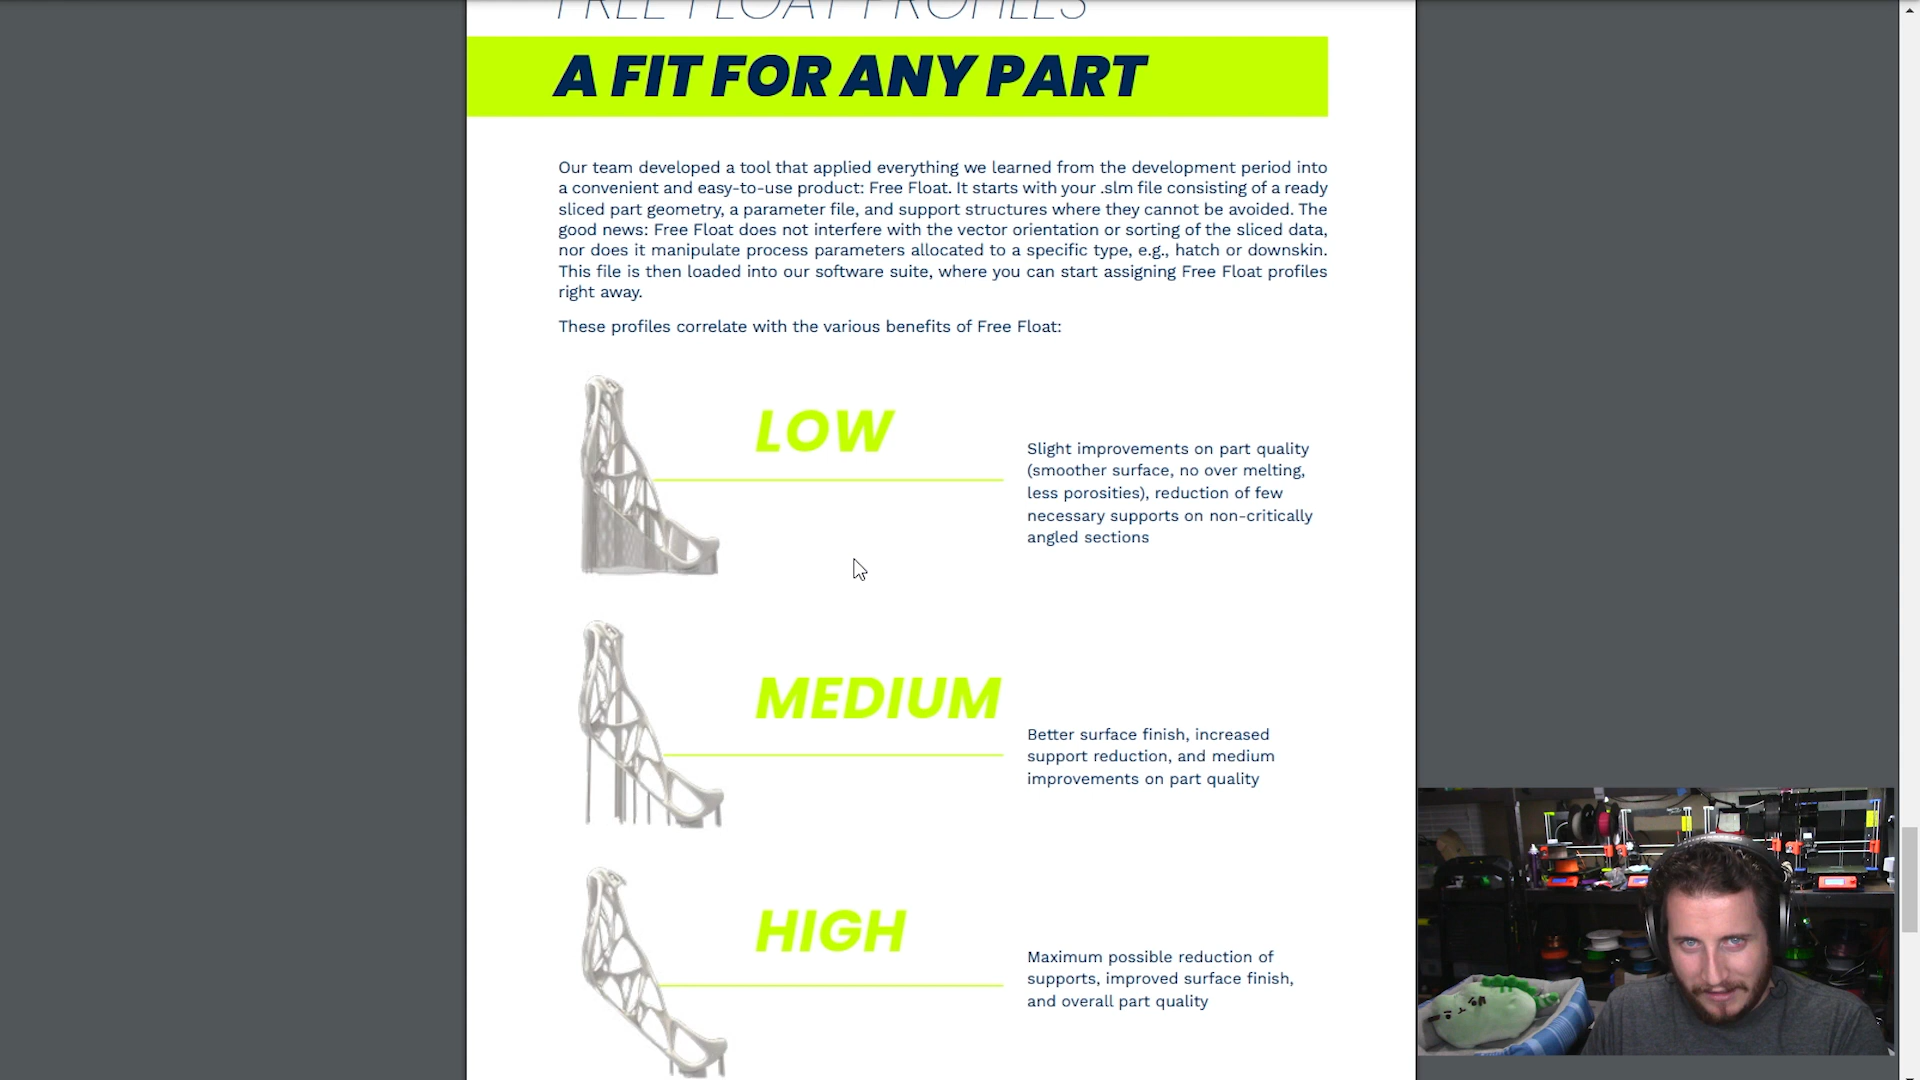 FREE FLOAT PROFILES
A FIT FOR ANY PART
Our team developed a tool that applied everything we learned from the development period into
a convenient and easy-to-use product: Free Float. It starts with your .slm file consisting of a ready
sliced part geometry, a parameter file, and support structures where they cannot be avoided. The
good news: Free Float does not interfere with the vector orientation or sorting of the sliced data,
nor does it manipulate process parameters allocated to a specific type, e.g., hatch or downskin.
This file is then loaded into our software suite, where you can start assigning Free Float profiles
right away.
These profiles correlate with the various benefits of Free Float:
LOW
Slight improvements on part quality
(smoother surface, no over melting,
less porosities), reduction of few
necessary supports on non-critically
angled sections
MEDIUM
Better surface finish, increased
support reduction, and medium
improvements on part quality
HIGH
Maximum possible reduction of
supports, improved surface finish,
and overall part quality